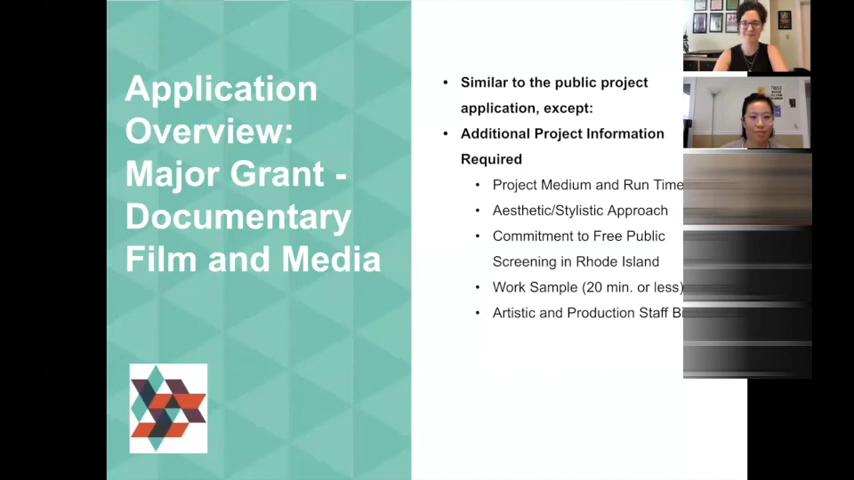 Application
Overview:
Major Grant -
Documentary
Film and Media
• Similar to the public project
application, except:
• Additional Project Information
Required
• Project Medium and Run Time
• Aesthetic/Stylistic Approach
• Commitment to Free Public
Screening in Rhode Island
• Work Sample (20 min. or less)
• Artistic and Production Staff